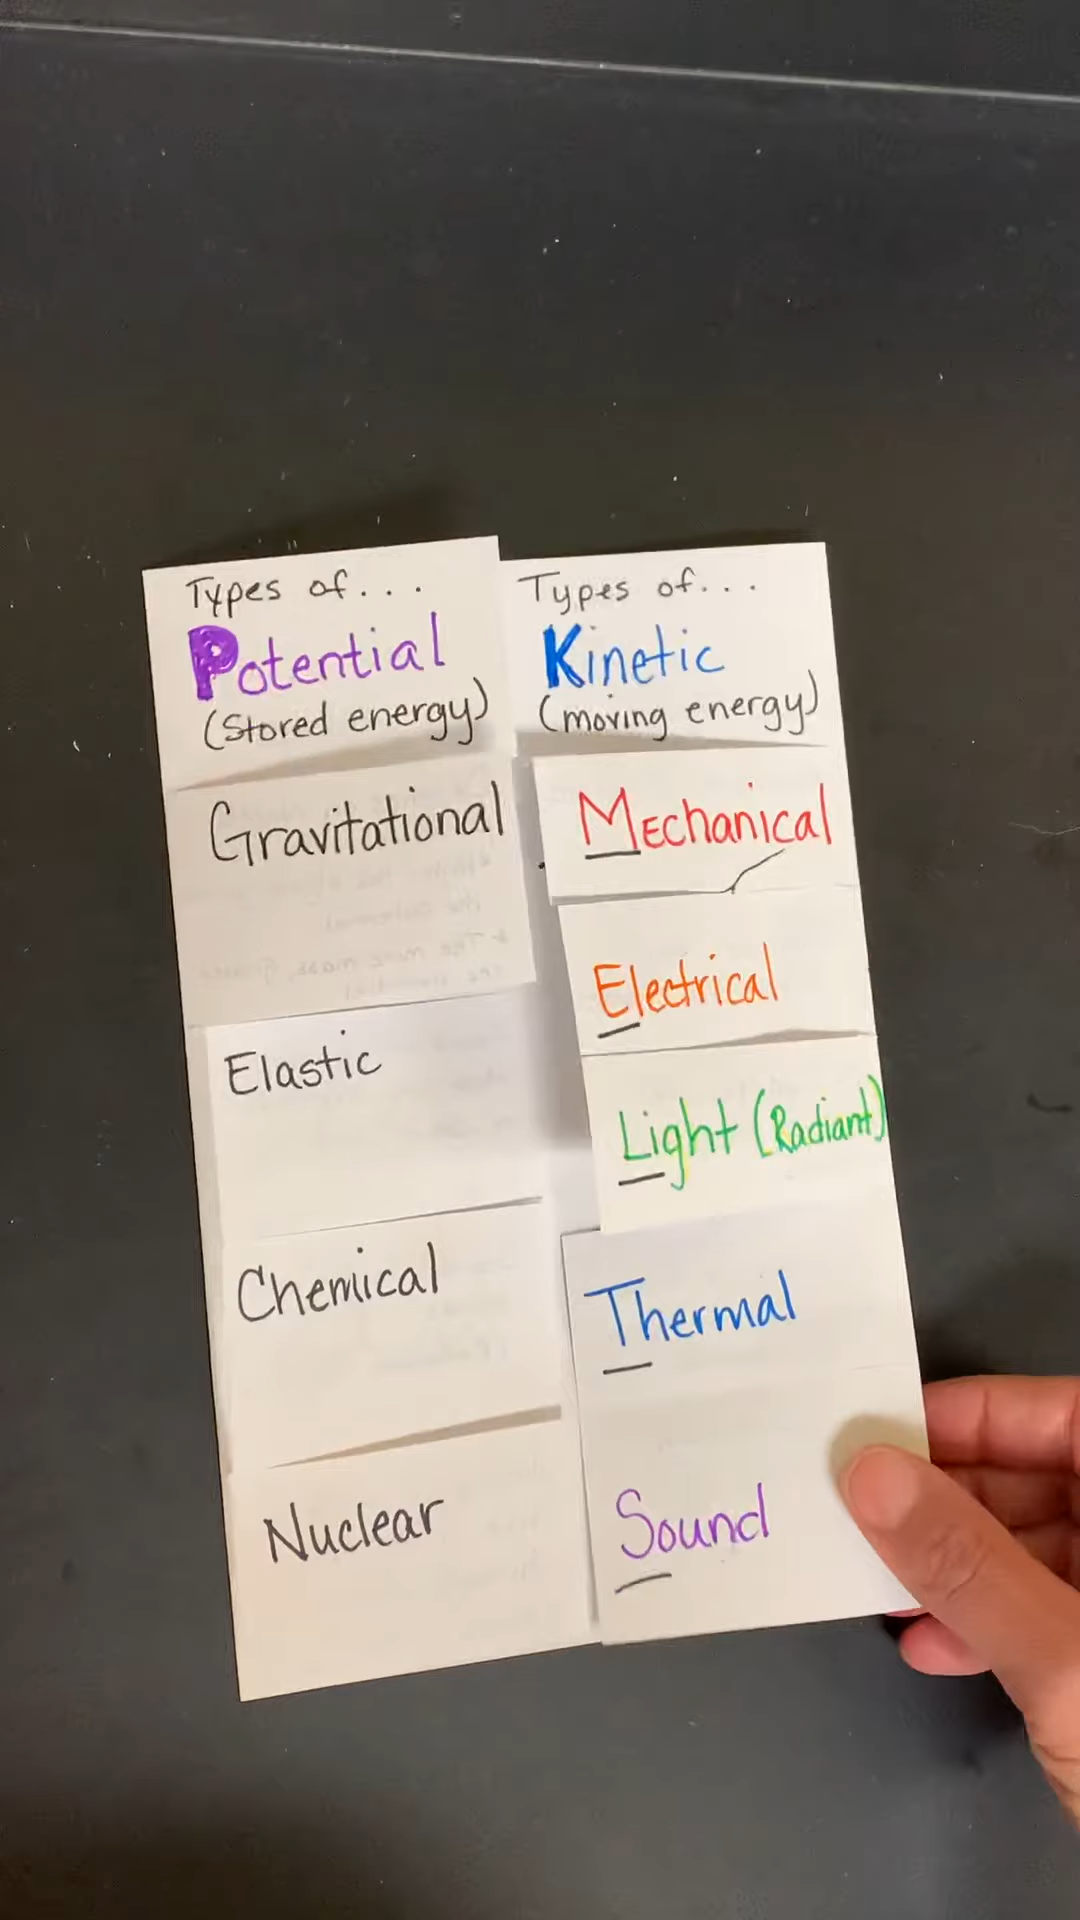 Types of...
Potential
(Stored energy)
Gravitational
Elastic
Chemical
Nuclear
Types of...
Kinetic
(moving energy)
Mechanical
Electrical
Light (Radiant)
Thermal
Sound